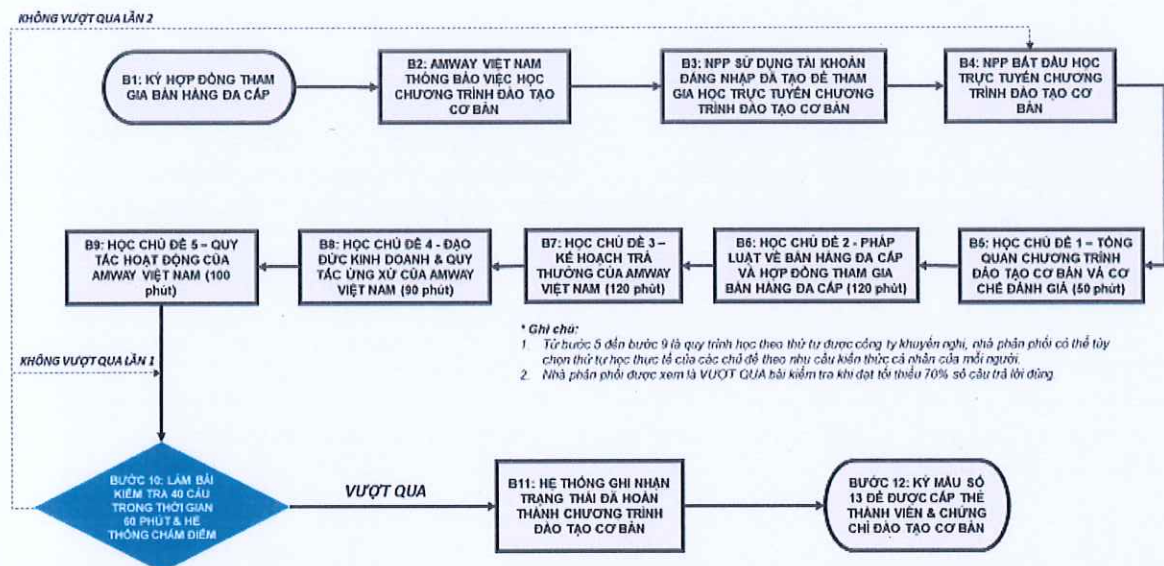 KHÔNG VƯỢT QUA LẦN 2
B1: KÝ HỢP ĐỒNG THAM
GIA BÁN HÀNG ĐA CẤP
B2: AMWAY VIỆT NAM
THÔNG BÁO VIỆC HỌC
CHƯƠNG TRÌNH ĐÀO TẠO
CƠ BẢN
B3: NPP SỬ DỤNG TÀI KHOẢN
ĐĂNG NHẬP ĐÃ TẠO ĐỂ THAM
GIA HỌC TRỰC TUYẾN CHƯƠNG
TRÌNH ĐÀO TẠO CƠ BẢN
B4: NPP BẮT ĐẦU HỌC
TRỰC TUYẾN CHƯƠNG
TRÌNH ĐÀO TẠO CƠ
BẢN
B9: HỌC CHỦ ĐỀ 5 – QUY
TẮC HOẠT ĐỘNG CỦA
AMWAY VIỆT NAM (100
phút)
B8: HỌC CHỦ ĐỀ 4 - ĐẠO
ĐỨC KINH DOANH & QUY
TẮC ỨNG XỬ CỦA AMWAY
VIỆT NAM (90 phút)
B7: HỌC CHỦ ĐỀ 3 –
KẾ HOẠCH TRẢ
THƯỞNG CỦA AMWAY
VIỆT NAM (120 phút)
B6: HỌC CHỦ ĐỀ 2 - PHÁP
LUẬT VỀ BÁN HÀNG ĐA CẤP
VÀ HỢP ĐỒNG THAM GIA
BÁN HÀNG ĐA CẤP (120 phút)
B5: HỌC CHỦ ĐỀ 1 – TỔNG
QUAN CHƯƠNG TRÌNH
ĐÀO TẠO CƠ BẢN VÀ CƠ
CHẾ ĐÁNH GIÁ (50 phút)
* Ghi chú:
1. Từ bước 5 đến bước 9 là quy trình học theo thứ tự được công ty khuyến nghị, nhà phân phối có thể tùy
chọn thứ tự học thực tế của các chủ đề theo nhu cầu kiến thức cá nhân của mỗi người.
2. Nhà phân phối được xem là VƯỢT QUA bài kiểm tra khi đạt tối thiểu 70% số câu trả lời đúng.
KHÔNG VƯỢT QUA LẦN 1
BƯỚC 10: LÀM BÀI
KIỂM TRA 40 CÂU
TRONG THỜI GIAN
60 PHÚT & HỆ
THỐNG CHẤM ĐIỂM
VƯỢT QUA
B11: HỆ THỐNG GHI NHẬN
TRẠNG THÁI ĐÃ HOÀN
THÀNH CHƯƠNG TRÌNH
ĐÀO TẠO CƠ BẢN
BƯỚC 12: KÝ MẪU SỐ
13 ĐỂ ĐƯỢC CẤP THẺ
THÀNH VIÊN & CHỨNG
CHỈ ĐÀO TẠO CƠ BẢN